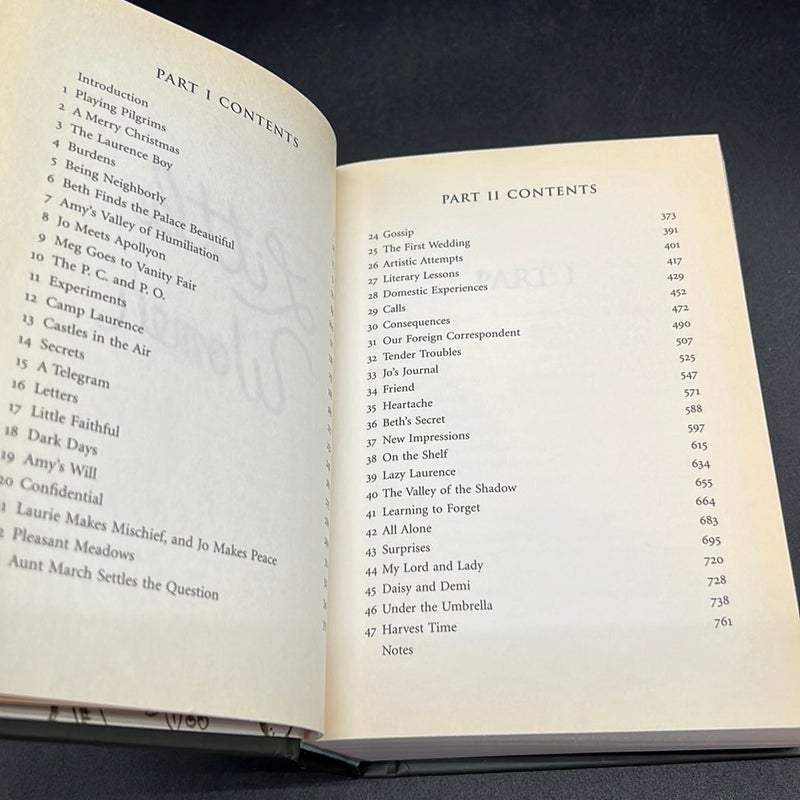 PART I CONTENTS
Introduction
1 Playing Pilgrims
2 A Merry Christmas
3 The Laurence Boy
4 Burdens
5 Being Neighborly
6 Beth Finds the Palace Beautiful
7 Amy's Valley of Humiliation
8 Jo Meets Apollyon
9 Meg Goes to Vanity Fair
10 The P. C. and P. O.
11 Experiments
12 Camp Laurence
13 Castles in the Air
14 Secrets
15 A Telegram
16 Letters
17 Little Faithful
18 Dark Days
19 Amy's Will
20 Confidential
1 Laurie Makes Mischief, and Jo Makes Peace
2 Pleasant Meadows
Aunt March Settles the Question
PART II CONTENTS
24 Gossip 373
25 The First Wedding 391
26 Artistic Attempts 401
27 Literary Lessons 417
28 Domestic Experiences 429
29 Calls 452
30 Consequences 472
31 Our Foreign Correspondent 490
32 Tender Troubles 507
33 Jo's Journal 525
34 Friend 547
35 Heartache 571
36 Beth's Secret 588
37 New Impressions 597
38 On the Shelf 615
39 Lazy Laurence 634
40 The Valley of the Shadow 655
41 Learning to Forget 664
42 All Alone 683
43 Surprises 695
44 My Lord and Lady 720
45 Daisy and Demi 728
46 Under the Umbrella 738
47 Harvest Time 761
Notes